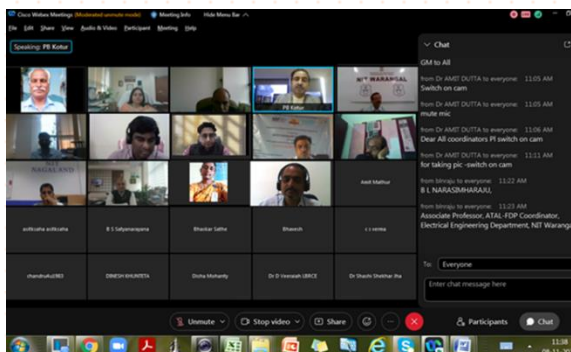 Cisco Webex Meetings (Moderated unmute mode) Meeting Info Hide Menu Bar
File Edit Share View Audio & Video Participant Meeting Help
Speaking: PB Kotur
PB Kotur
NIT WARANGAL
NIT
NAGALAND
Amit Mathur
asitksaha asitksaha
B S Satyanarayana
Bhaskar Sathe
Bhavesh
chandruAu1983
DINESH KHUNTETA
Disha Mohanty
Dr D Veeraiah LBRCE
Dr Shashi Shekhar Jha
Unmute
Stop video
Share
Chat
GM to All
from Dr AMIT DUTTA to everyone: 11:05 AM
Switch on cam
from Dr AMIT DUTTA to everyone: 11:05 AM
mute mic
from Dr AMIT DUTTA to everyone: 11:06 AM
Dear All coordinators Pl switch on cam
from Dr AMIT DUTTA to everyone: 11:11 AM
for taking pic -switch on cam
from blnraju to everyone: 11:22 AM
B L NARASIMHARAJU,
from blnraju to everyone: 11:23 AM
Associate Professor, ATAL-FDP Coordinator,
Electrical Engineering Department, NIT Waranga
To: Everyone
Enter chat message here
Participants
Chat
11:38